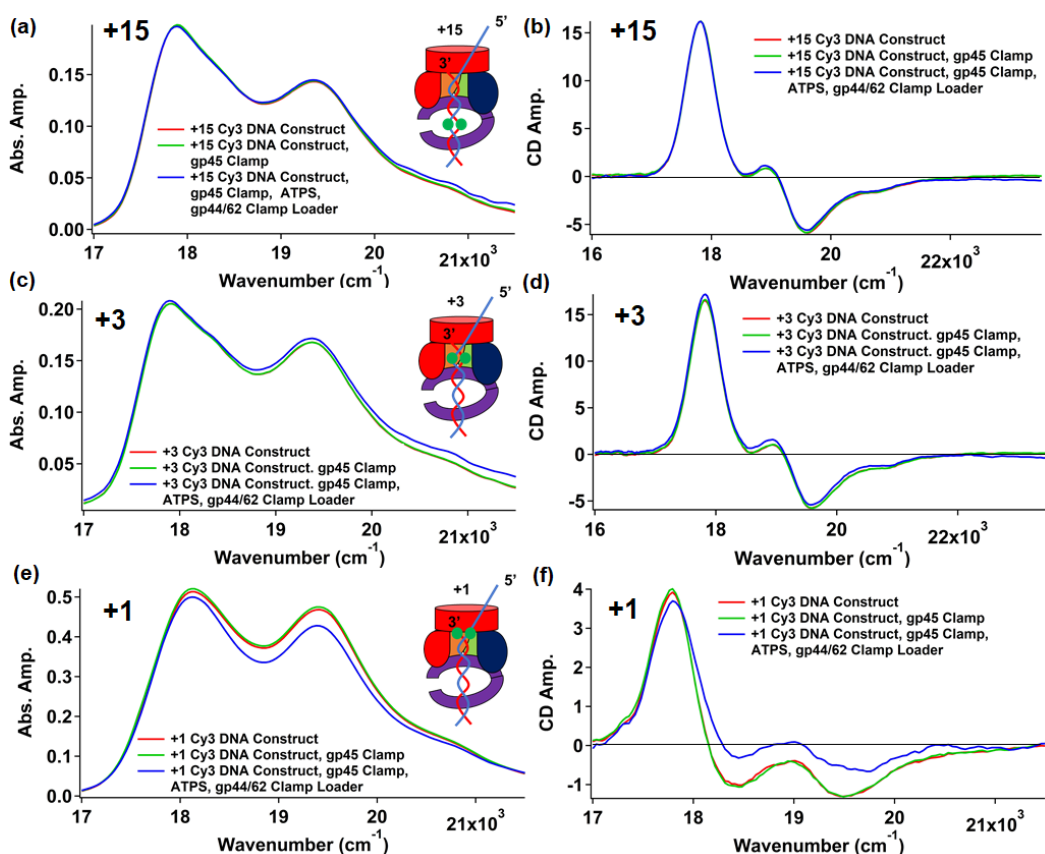 (a)
+15
+15
5’
3’
Abs. Amp.
0.15
0.10
0.05
0.00
+15 Cy3 DNA Construct
+15 Cy3 DNA Construct,
gp45 Clamp
+15 Cy3 DNA Construct,
gp45 Clamp, ATPS,
gp44/62 Clamp Loader
17 18 19 20 21x10³
Wavenumber (cm⁻¹)
(b)
+15
CD Amp.
15
10
5
0
-5
+15 Cy3 DNA Construct
+15 Cy3 DNA Construct, gp45 Clamp
+15 Cy3 DNA Construct, gp45 Clamp,
ATPS, gp44/62 Clamp Loader
16 18 20 22x10³
Wavenumber (cm⁻¹)
(c)
+3
+3
5’
3’
Abs. Amp.
0.20
0.15
0.10
0.05
+3 Cy3 DNA Construct
+3 Cy3 DNA Construct. gp45 Clamp
+3 Cy3 DNA Construct. gp45 Clamp,
ATPS, gp44/62 Clamp Loader
17 18 19 20 21x10³
Wavenumber (cm⁻¹)
(d)
+3
CD Amp.
15
10
5
0
-5
+3 Cy3 DNA Construct
+3 Cy3 DNA Construct. gp45 Clamp,
+3 Cy3 DNA Construct. gp45 Clamp,
ATPS, gp44/62 Clamp Loader
16 18 20 22x10³
Wavenumber (cm⁻¹)
(e)
+1
+1
5’
3’
Abs. Amp.
0.5
0.4
0.3
0.2
0.1
0.0
+1 Cy3 DNA Construct
+1 Cy3 DNA Construct, gp45 Clamp
+1 Cy3 DNA Construct, gp45 Clamp,
ATPS, gp44/62 Clamp Loader
17 18 19 20 21x10³
Wavenumber (cm⁻¹)
(f)
+1
CD Amp.
4
3
2
1
0
-1
+1 Cy3 DNA Construct
+1 Cy3 DNA Construct, gp45 Clamp
+1 Cy3 DNA Construct, gp45 Clamp,
ATPS, gp44/62 Clamp Loader
17 18 19 20 21x10³
Wavenumber (cm⁻¹)